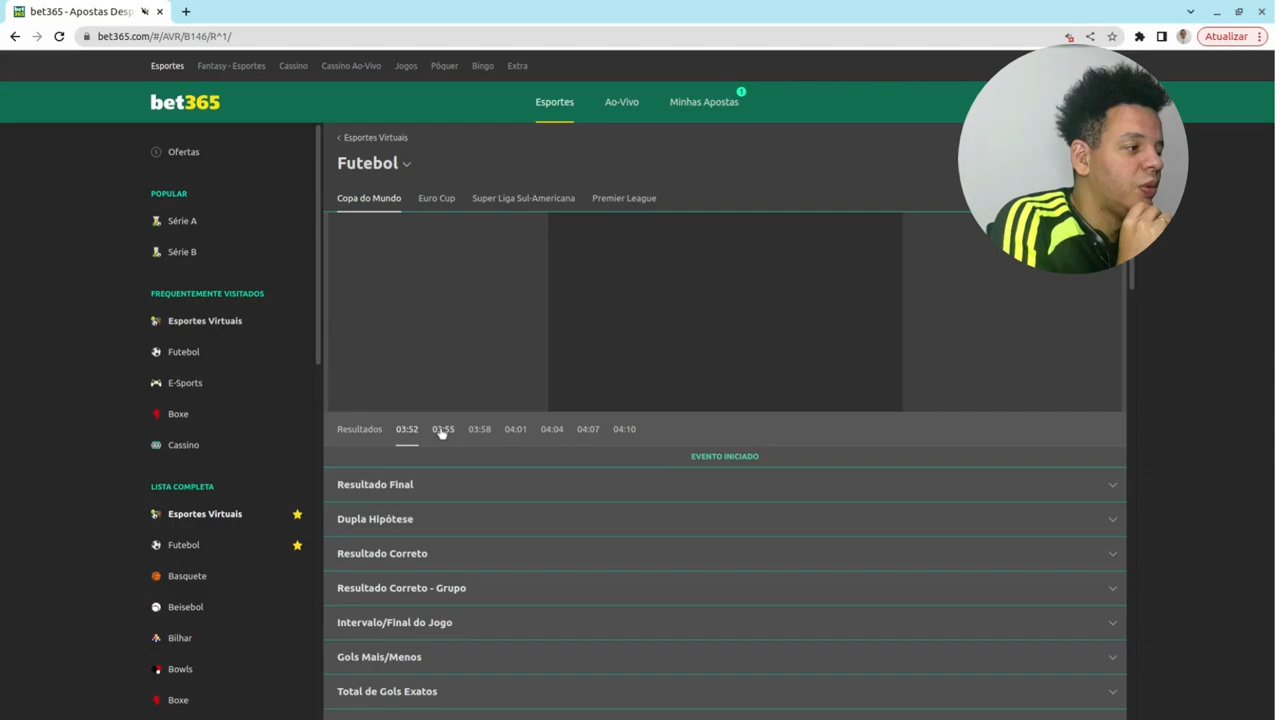 bet365 - Apostas Desp
bet365.com/#/AVR/B146/R^1/
Atualizar
Esportes
Fantasy - Esportes
Cassino
Cassino Ao-Vivo
Jogos
Pôquer
Bingo
Extra
bet365
Esportes
Ao-Vivo
Minhas Apostas
1
Ofertas
POPULAR
Série A
Série B
FREQUENTEMENTE VISITADOS
Esportes Virtuais
Futebol
E-Sports
Boxe
Cassino
LISTA COMPLETA
Esportes Virtuais
Futebol
Basquete
Beisebol
Bilhar
Bowls
Boxe
Esportes Virtuais
Futebol
Copa do Mundo
Euro Cup
Super Liga Sul-Americana
Premier League
Resultados
03:52
03:55
03:58
04:01
04:04
04:07
04:10
EVENTO INICIADO
Resultado Final
Dupla Hipótese
Resultado Correto
Resultado Correto - Grupo
Intervalo/Final do Jogo
Gols Mais/Menos
Total de Gols Exatos